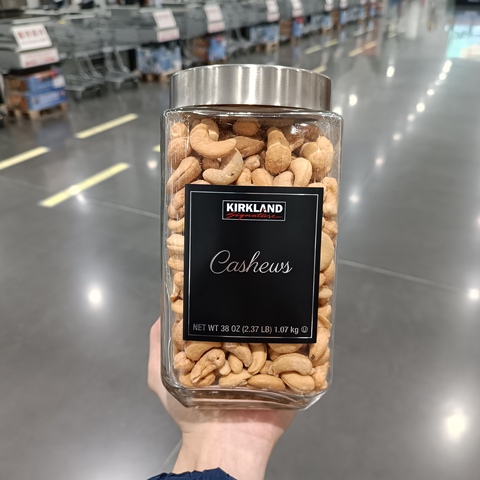 KIRKLAND
Signature
Cashews
NET WT 38 OZ (2.37 LB) 1.07 kg Ⓤ